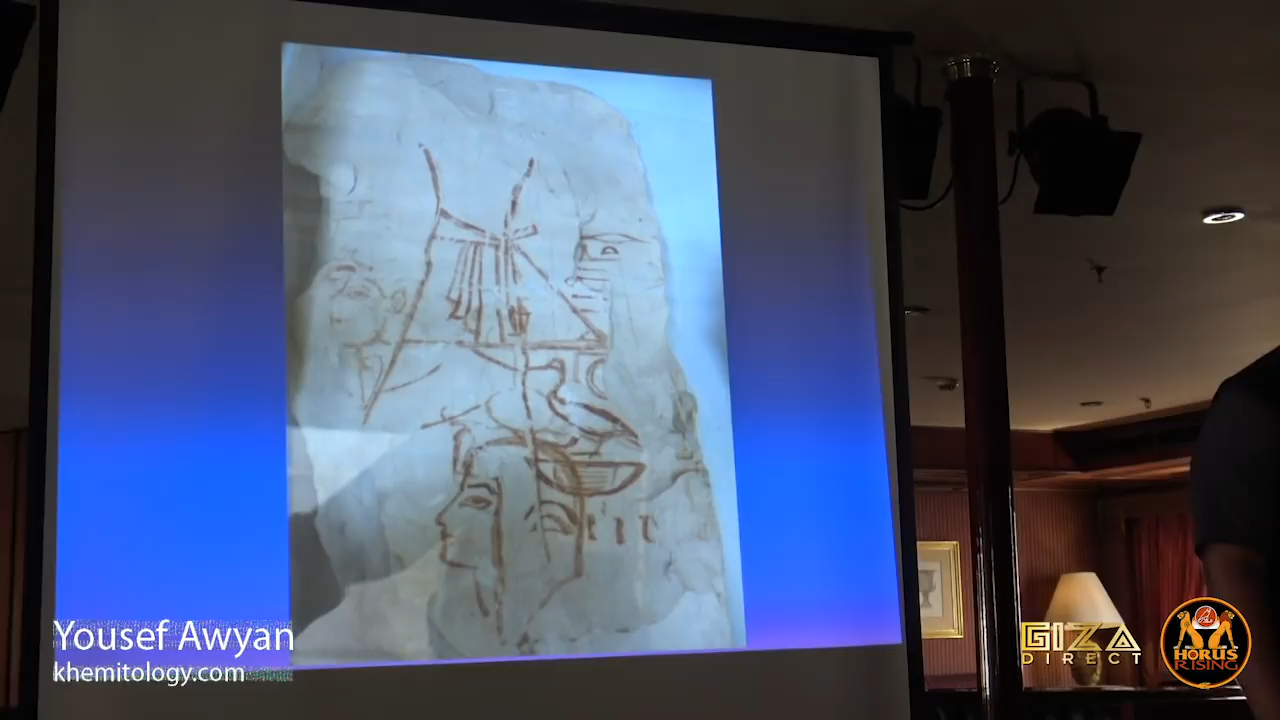 Yousef Awyan
khemitology.com
GIZA
DIRECT
HORUS
RISING